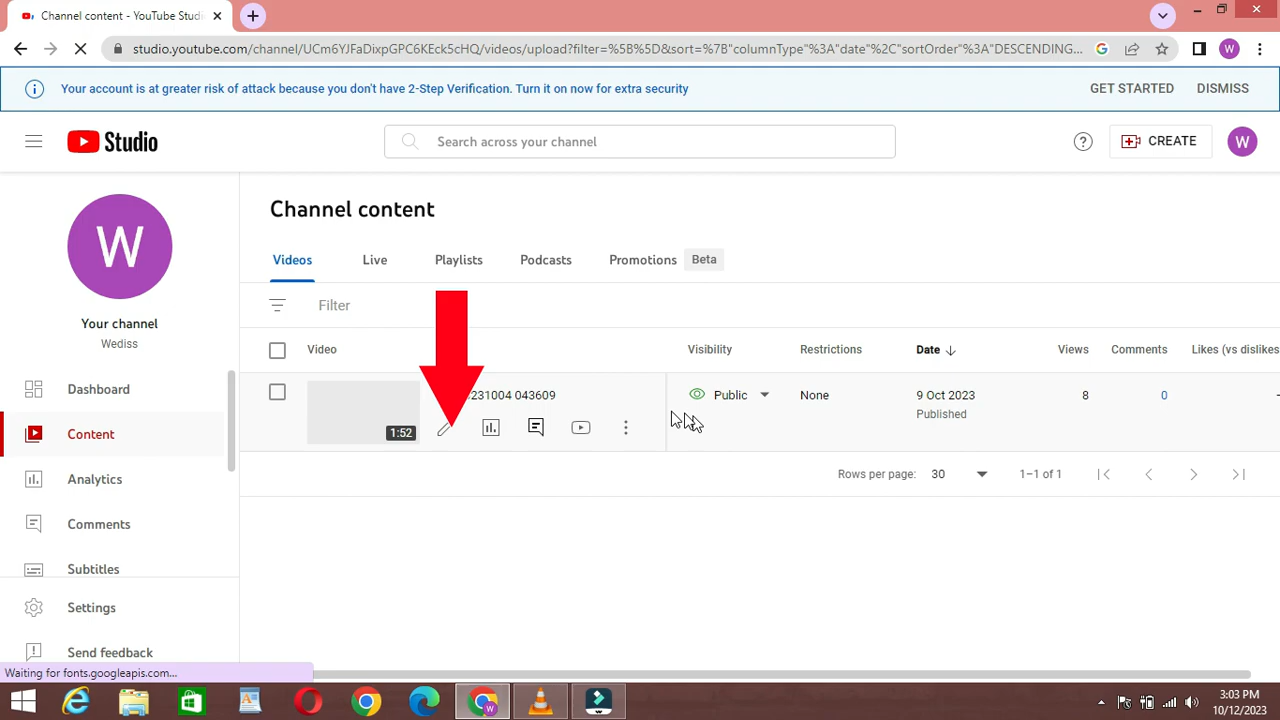 Channel content - YouTube Stud
studio.youtube.com/channel/UCm6YJFaDixpGPC6KEck5cHQ/videos/upload?filter=%5B%5D&sort=%7B"columnType"%3A"date"%2C"sortOrder"%3A"DESCENDING...
W
Your account is at greater risk of attack because you don't have 2-Step Verification. Turn it on now for extra security
GET STARTED
DISMISS
Studio
Search across your channel
CREATE
W
W
Channel content
Videos
Live
Playlists
Podcasts
Promotions
Beta
Filter
Your channel
Wediss
Video
Visibility
Restrictions
Date
Views
Comments
Likes (vs dislikes
1:52
231004 043609
Public
None
9 Oct 2023
Published
8
0
Dashboard
Content
Analytics
Comments
Subtitles
Settings
Send feedback
Rows per page:
30
1–1 of 1
Waiting for fonts.googleapis.com...
3:03 PM
10/12/2023